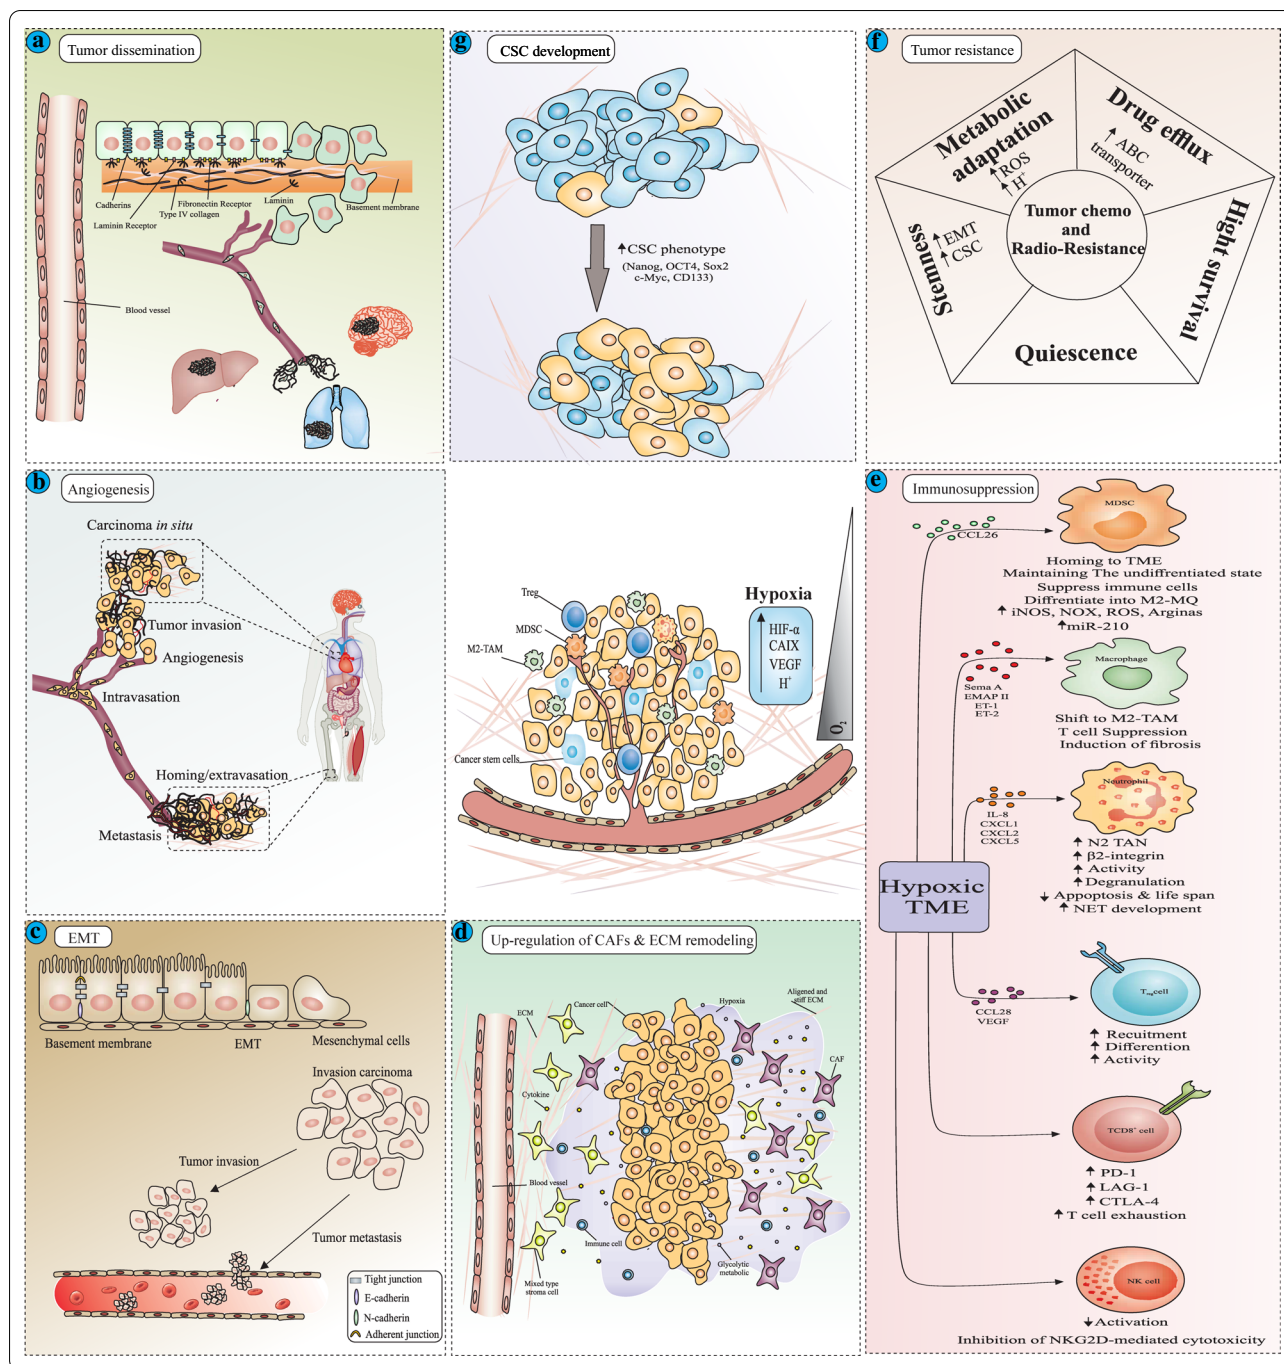 a
Tumor dissemination
Cadherins
Laminin Receptor
Type IV collagen
Fibronectin Receptor
Laminin
Basement membrane
Blood vessel
g
CSC development
CSC phenotype
(Nanog, OCT4, Sox2
c-Myc, CD133)
f
Tumor resistance
Metabolic
adaptation
ROS
H+
Drug efflux
ABC
transporter
Stemness
EMT
CSC
Tumor chemo
and
Radio-Resistance
Hight survival
Quiescence
b
Angiogenesis
Carcinoma in situ
Tumor invasion
Angiogenesis
Intravasation
Homing/extravasation
Metastasis
Treg
MDSC
M2-TAM
Cancer stem cells
Hypoxia
HIF-α
CAIX
VEGF
H+
O2
e
Immunosuppression
CCL26
MDSC
Homing to TME
Maintaining The undifferentiated state
Suppress immune cells
Diffrentiate into M2-MQ
iNOS, NOX, ROS, Arginas
miR-210
Sema A
EMAP II
ET-1
ET-2
Macrophage
Shift to M2-TAM
T cell Suppression
Induction of fibrosis
IL-8
CXCL1
CXCL2
CXCL5
Neutrophil
N2 TAN
β2-integrin
Activity
Degranulation
Appoptosis & life span
NET development
Hypoxic
TME
CCL28
VEGF
Treg cell
Recruitment
Differention
Activity
TCD8+ cell
PD-1
LAG-1
CTLA-4
T cell exhaustion
NK cell
Activation
Inhibition of NKG2D-mediated cytotoxicity
c
EMT
Basement membrane
EMT
Mesenchymal cells
Invasion carcinoma
Tumor invasion
Tumor metastasis
Tight junction
E-cadherin
N-cadherin
Adherent junction
d
Up-regulation of CAFs & ECM remodeling
ECM
Cancer cell
Hypoxia
Aligened and
stiff ECM
CAF
Cytokine
Blood vessel
Immune cell
Mixed type
stroma cell
Glycolytic
metabolic